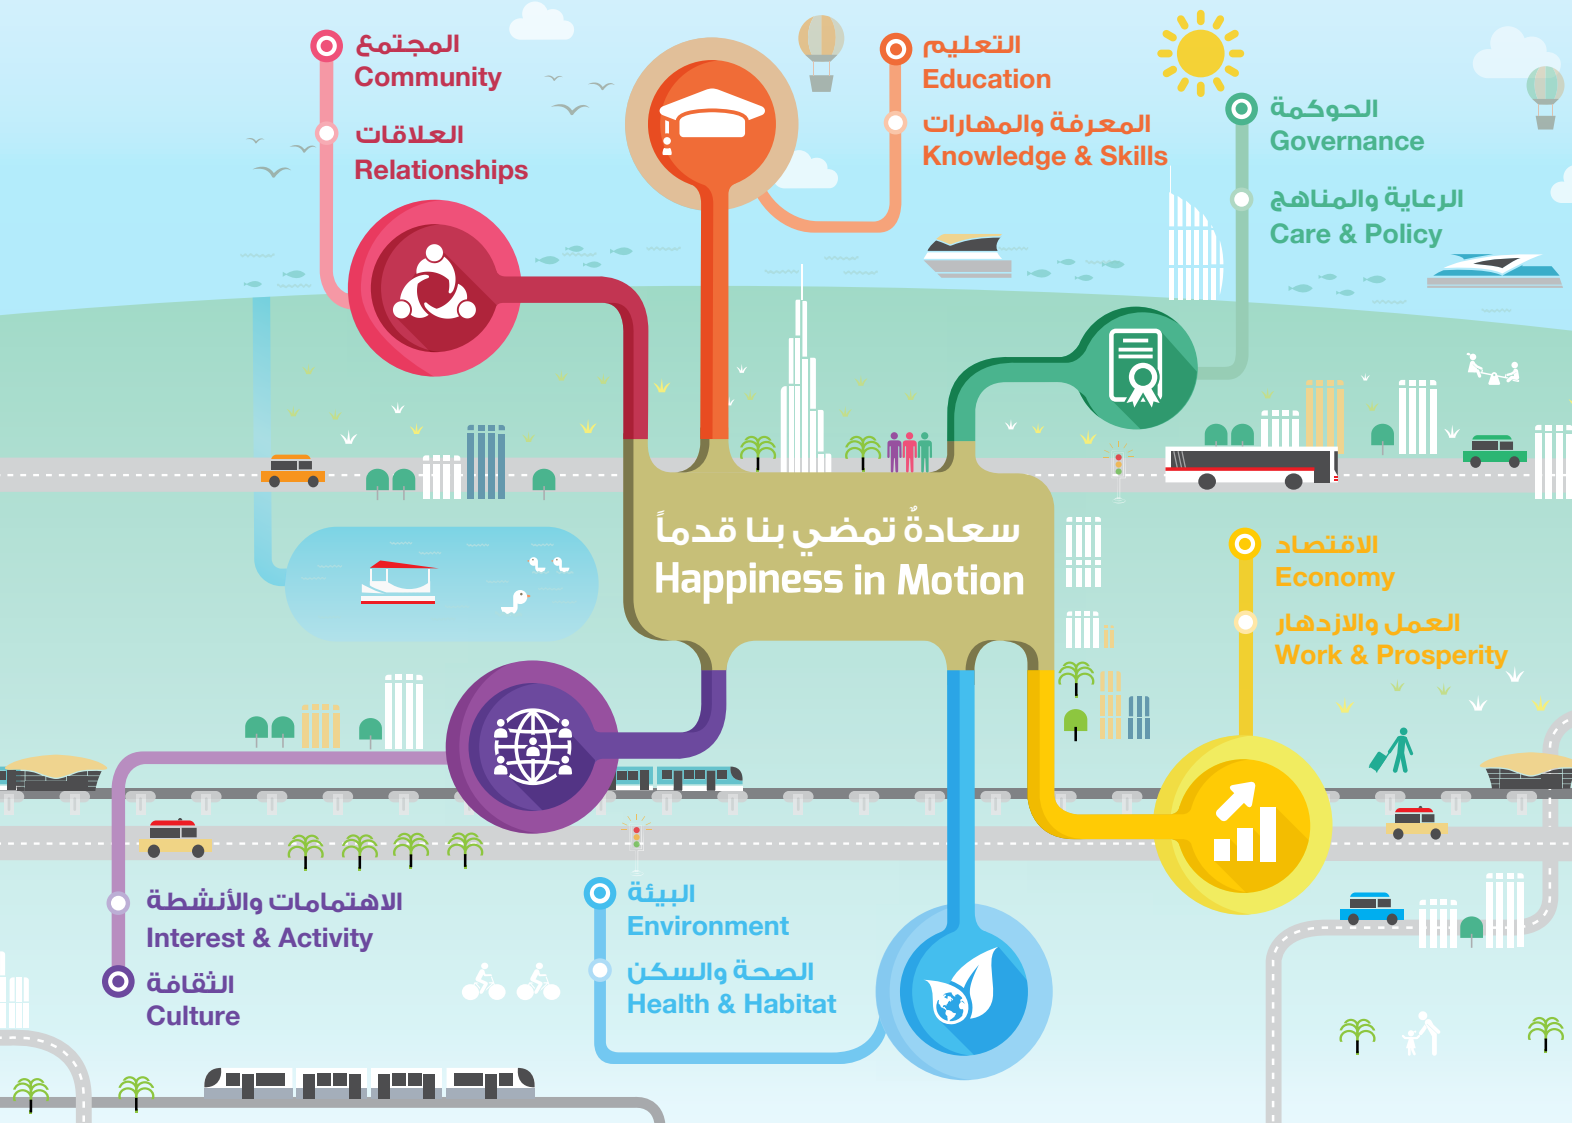 المجتمع
Community
العلاقات
Relationships
التعليم
Education
المعرفة والمهارات
Knowledge & Skills
الحوكمة
Governance
الرعاية والمناهج
Care & Policy
سعادةٌ تمضي بنا قدماً
Happiness in Motion
الاقتصاد
Economy
العمل والازدهار
Work & Prosperity
الاهتمامات والأنشطة
Interest & Activity
الثقافة
Culture
البيئة
Environment
الصحة والسكن
Health & Habitat